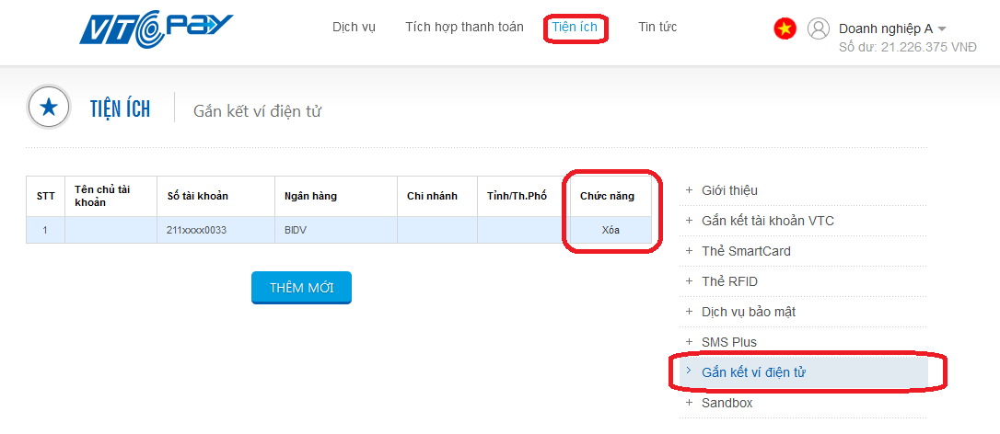 VTC Pay
Dịch vụ
Tích hợp thanh toán
Tiện ích
Tin tức
Doanh nghiệp A
Số dư: 21.226.375 VNĐ
TIỆN ÍCH
Gắn kết ví điện tử
STT
Tên chủ tài
khoản
Số tài khoản
Ngân hàng
Chi nhánh
Tỉnh/Th.Phố
Chức năng
1
211xxxx0033
BIDV
Xóa
THÊM MỚI
+ Giới thiệu
+ Gắn kết tài khoản VTC
+ Thẻ SmartCard
+ Thẻ RFID
+ Dịch vụ bảo mật
+ SMS Plus
> Gắn kết ví điện tử
+ Sandbox